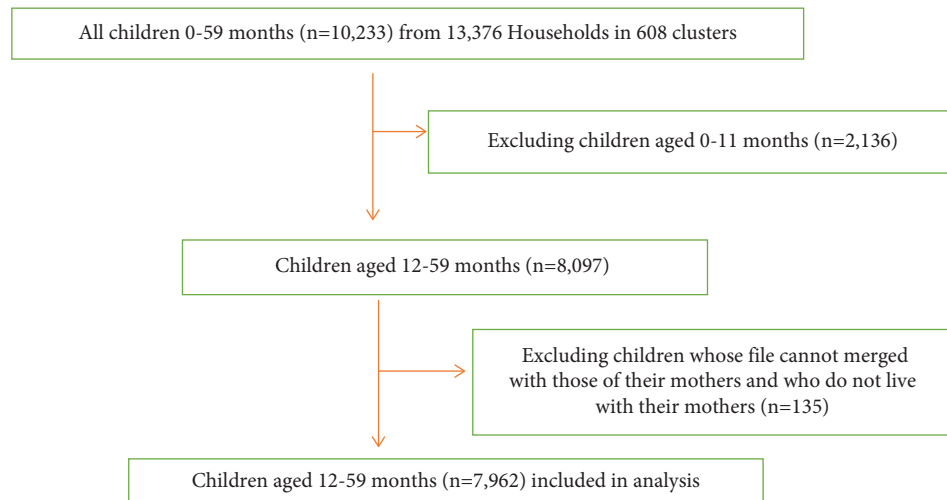 All children 0-59 months (n=10,233) from 13,376 Households in 608 clusters
Excluding children aged 0-11 months (n=2,136)
Children aged 12-59 months (n=8,097)
Excluding children whose file cannot merged
with those of their mothers and who do not live
with their mothers (n=135)
Children aged 12-59 months (n=7,962) included in analysis